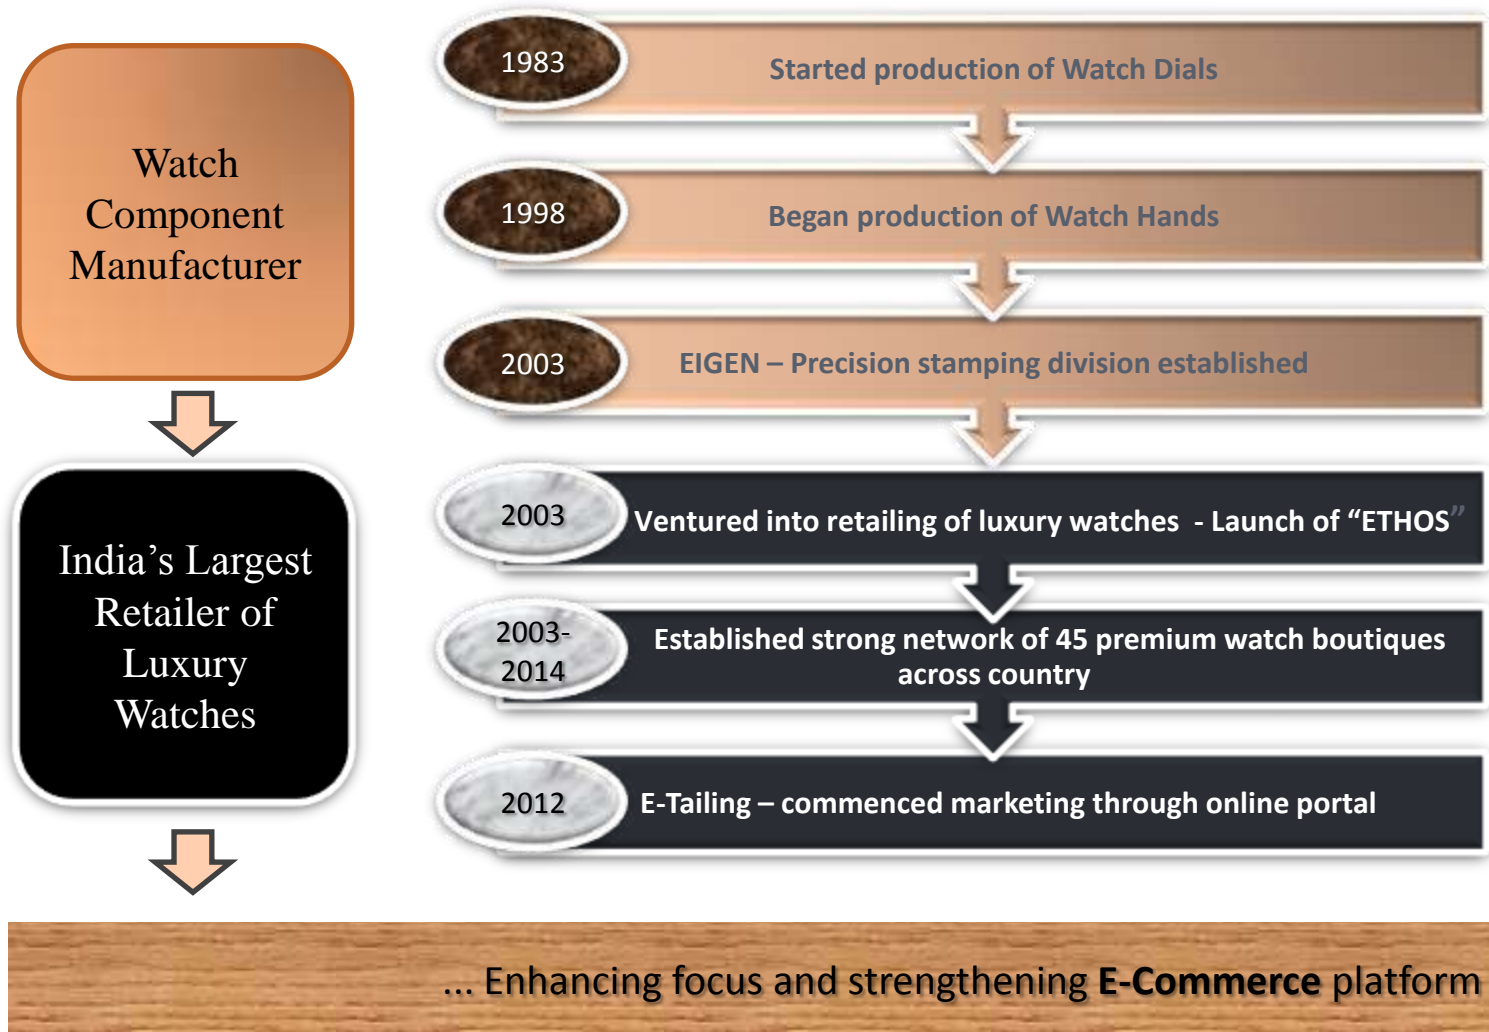 Watch
Component
Manufacturer
1983
Started production of Watch Dials
1998
Began production of Watch Hands
2003
EIGEN – Precision stamping division established
India’s Largest
Retailer of
Luxury
Watches
2003
Ventured into retailing of luxury watches - Launch of “ETHOS”
2003-
2014
Established strong network of 45 premium watch boutiques
across country
2012
E-Tailing – commenced marketing through online portal
... Enhancing focus and strengthening E-Commerce platform